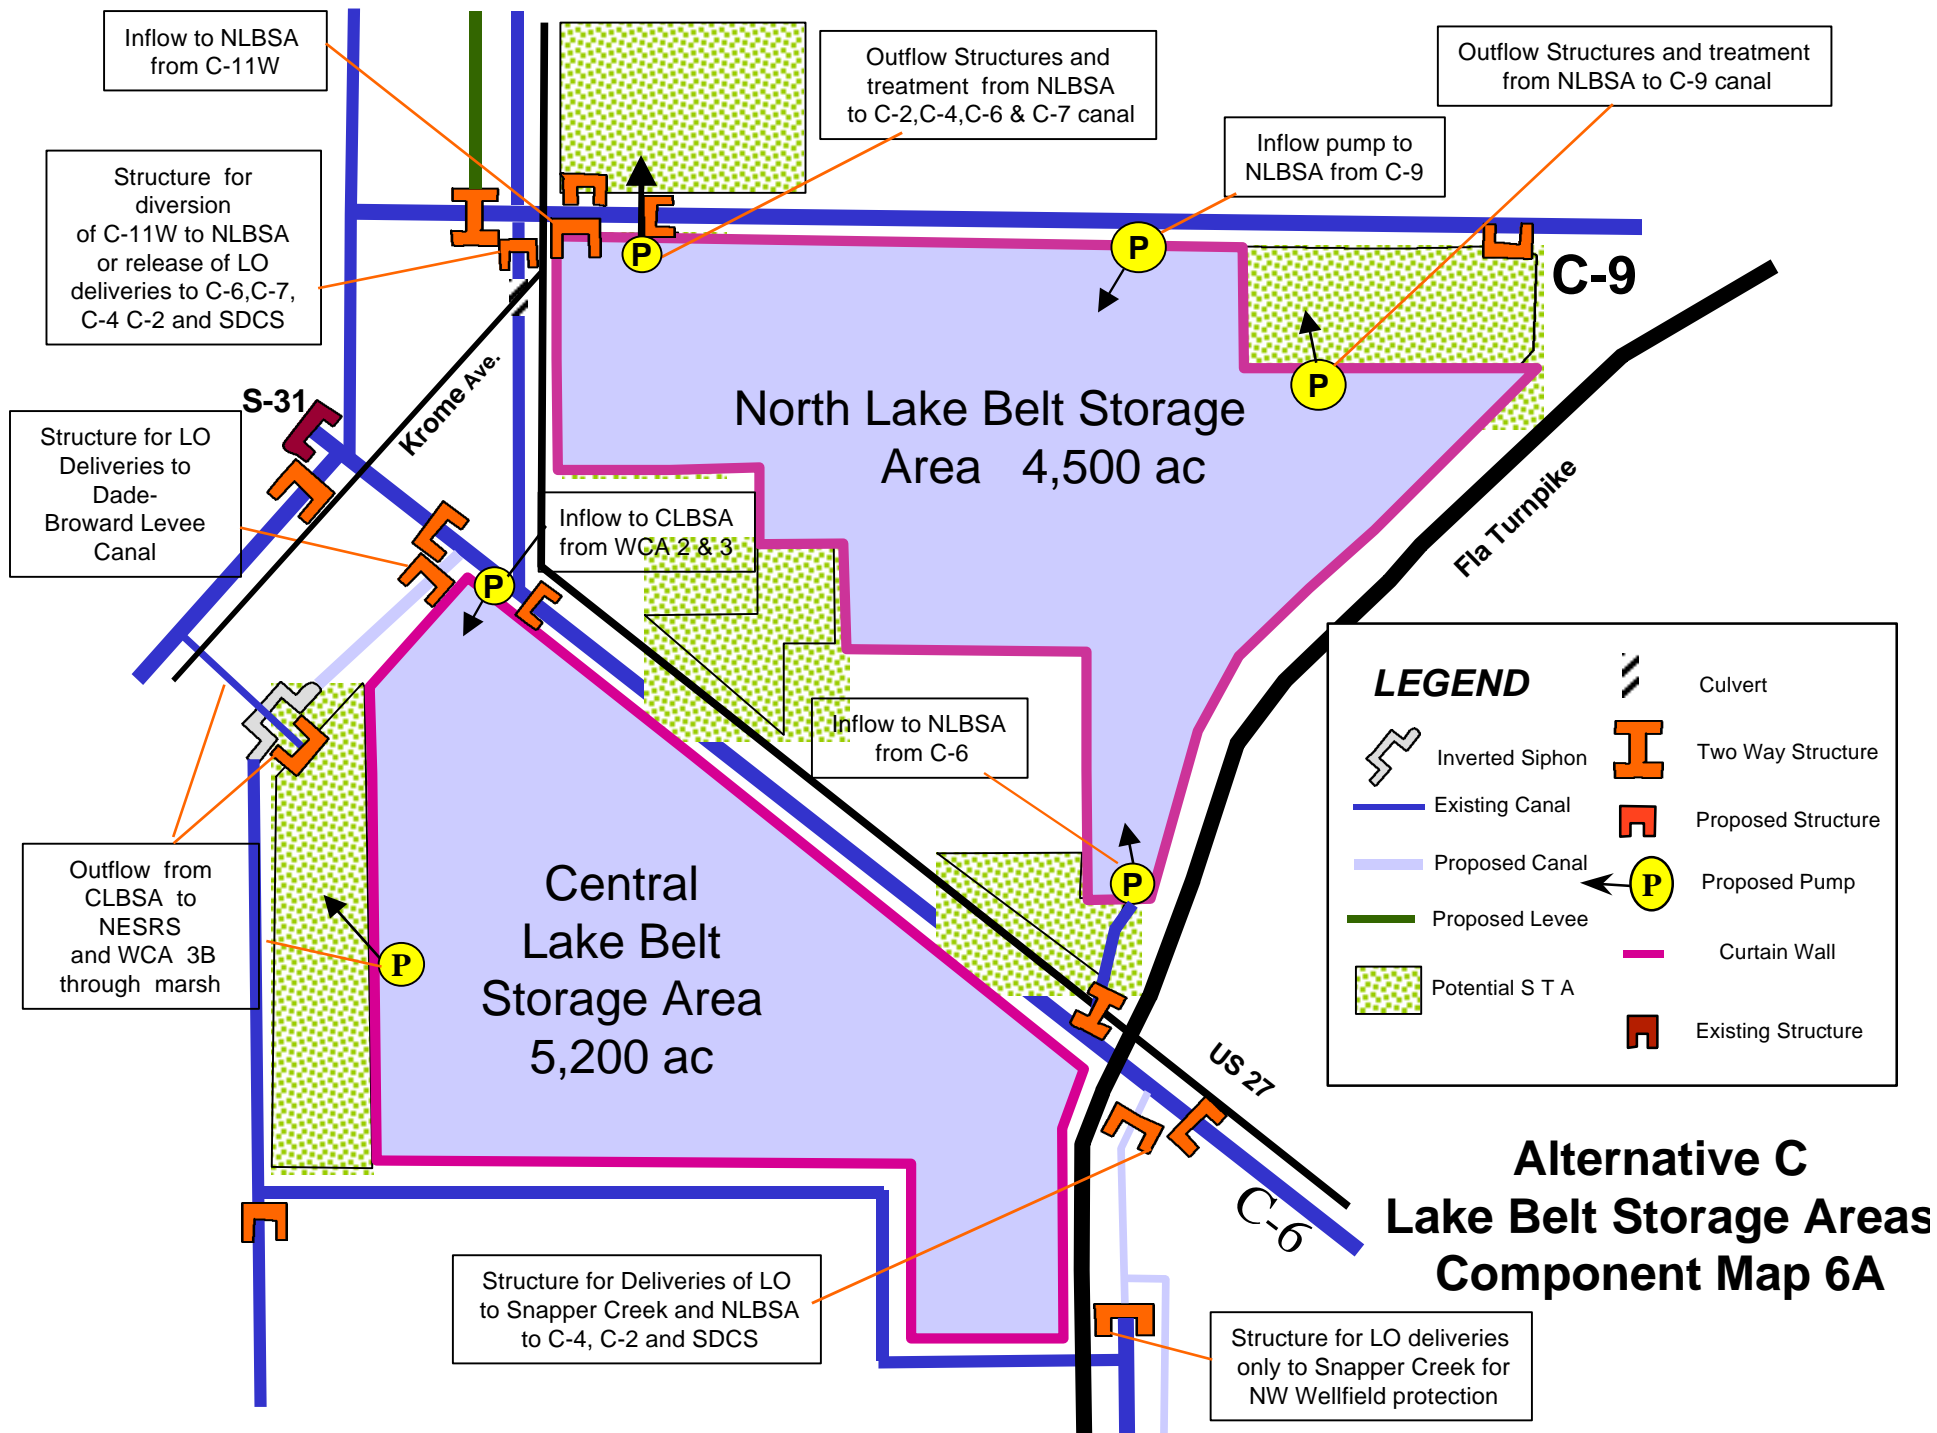 Inflow to NLBSA
from C-11W
Outflow Structures and
treatment from NLBSA
to C-2,C-4,C-6 & C-7 canal
Outflow Structures and treatment
from NLBSA to C-9 canal
Inflow pump to
NLBSA from C-9
Structure for
diversion
of C-11W to NLBSA
or release of LO
deliveries to C-6,C-7,
C-4 C-2 and SDCS
P
P
P
C-9
Krome Ave.
S-31
North Lake Belt Storage
Area 4,500 ac
Fla Turnpike
Structure for LO
Deliveries to
Dade-
Broward Levee
Canal
Inflow to CLBSA
from WCA 2 & 3
P
Inflow to NLBSA
from C-6
P
LEGEND
Culvert
Inverted Siphon
Two Way Structure
Existing Canal
Proposed Structure
Proposed Canal
P
Proposed Pump
Proposed Levee
Curtain Wall
Potential S T A
Existing Structure
Outflow from
CLBSA to
NESRS
and WCA 3B
through marsh
P
Central
Lake Belt
Storage Area
5,200 ac
US 27
C-6
Alternative C
Lake Belt Storage Areas
Component Map 6A
Structure for Deliveries of LO
to Snapper Creek and NLBSA
to C-4, C-2 and SDCS
Structure for LO deliveries
only to Snapper Creek for
NW Wellfield protection